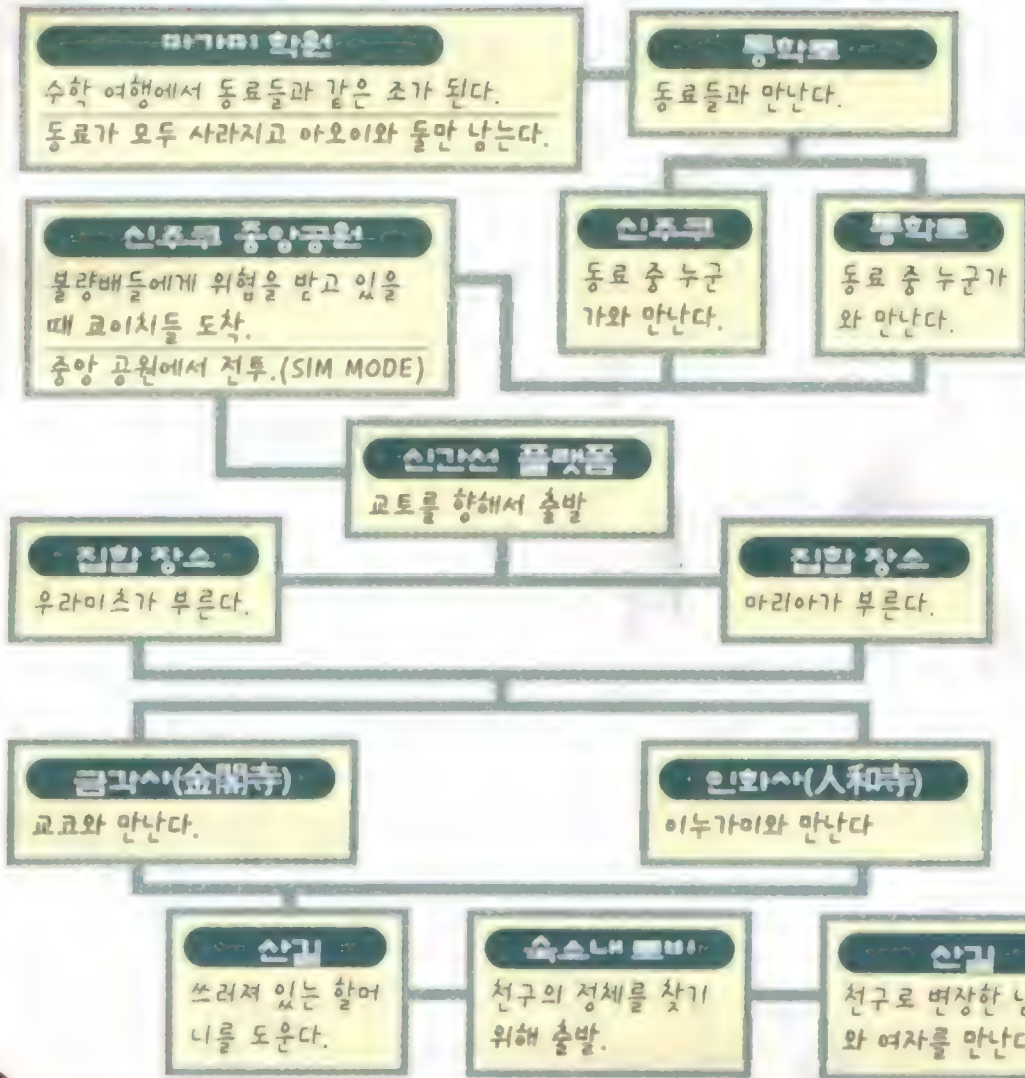 마가미 학원
수학 여행에서 동료들과 같은 조가 된다.
동료가 모두 사라지고 아오이와 둘만 남는다.
통학로
동료들과 만난다.
신주쿠 중앙공원
불량배들에게 위협을 받고 있을
때 쿄이치들 도착.
중앙 공원에서 전투.(SIM MODE)
신주쿠
동료 중 누군
가와 만난다.
통학로
동료 중 누군가
와 만난다.
신간선 플랫폼
교토를 향해서 출발
집합 장소
우라미츠가 부른다.
집합 장소
마리아가 부른다.
금각사(金閣寺)
교코와 만난다.
인화사(人和寺)
이누가미와 만난다
산길
쓰러져 있는 할머
니를 도운다.
숙소내 로비
천구의 정체를 찾기
위해 출발.
산길
천구로 변장한
와 여자를 만난다